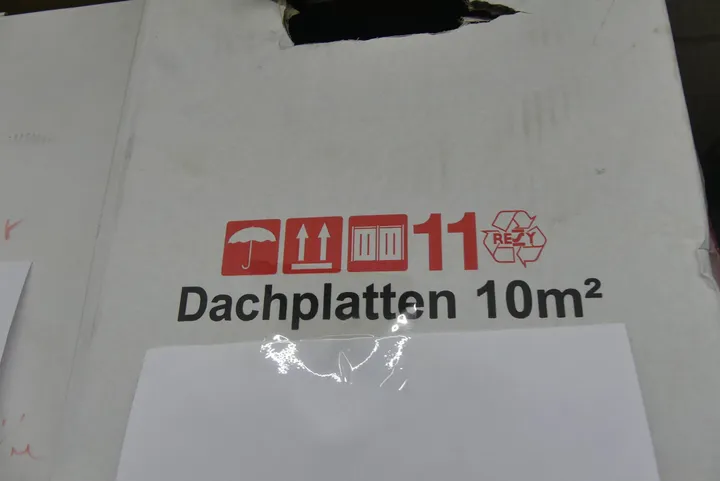 11 RESY
Dachplatten 10m²